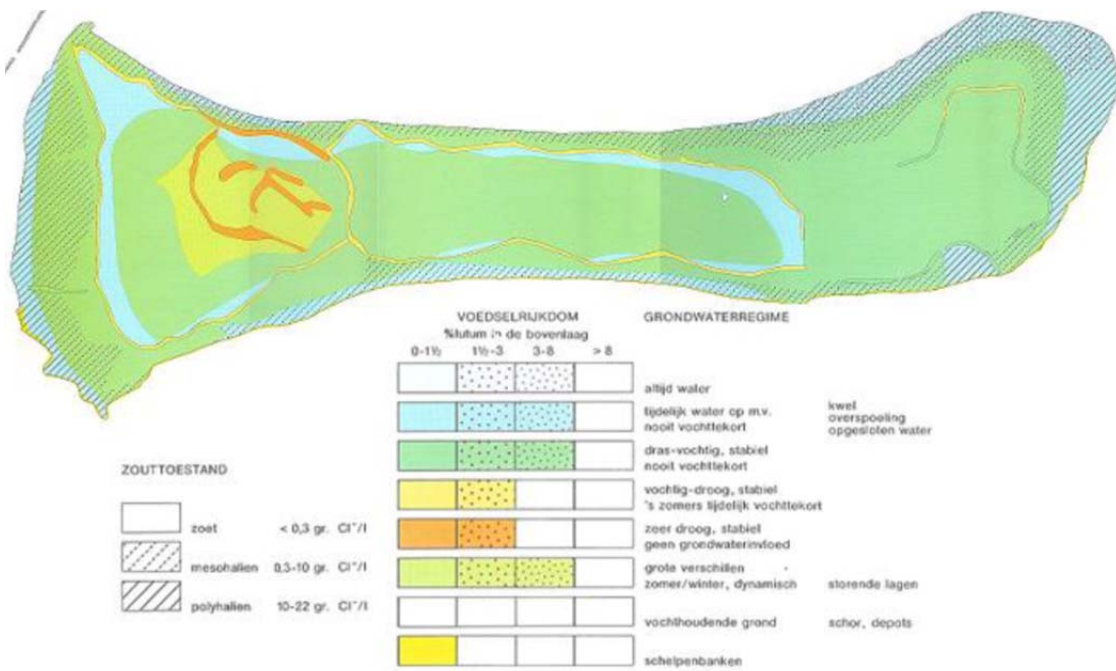 VOEDSELRIJKDOM GRONDWATERREGIME
%lutum in de bovenlaag
0-1½ 1½-3 3-8 > 8
altijd water
tijdelijk water op m.v. kwel
nooit vochttekort overspoeling
opgesloten water
dras-vochtig, stabiel
nooit vochttekort
ZOUTTOESTAND
vochtig-droog, stabiel
's zomers tijdelijk vochttekort
zoet < 0,3 gr. Cl⁻/l
zeer droog, stabiel
geen grondwaterinvloed
mesohalien 0,3-10 gr. Cl⁻/l
grote verschillen
zomer/winter, dynamisch storende lagen
polyhalien 10-22 gr. Cl⁻/l
vochthoudende grond schor, depots
schelpenbanken